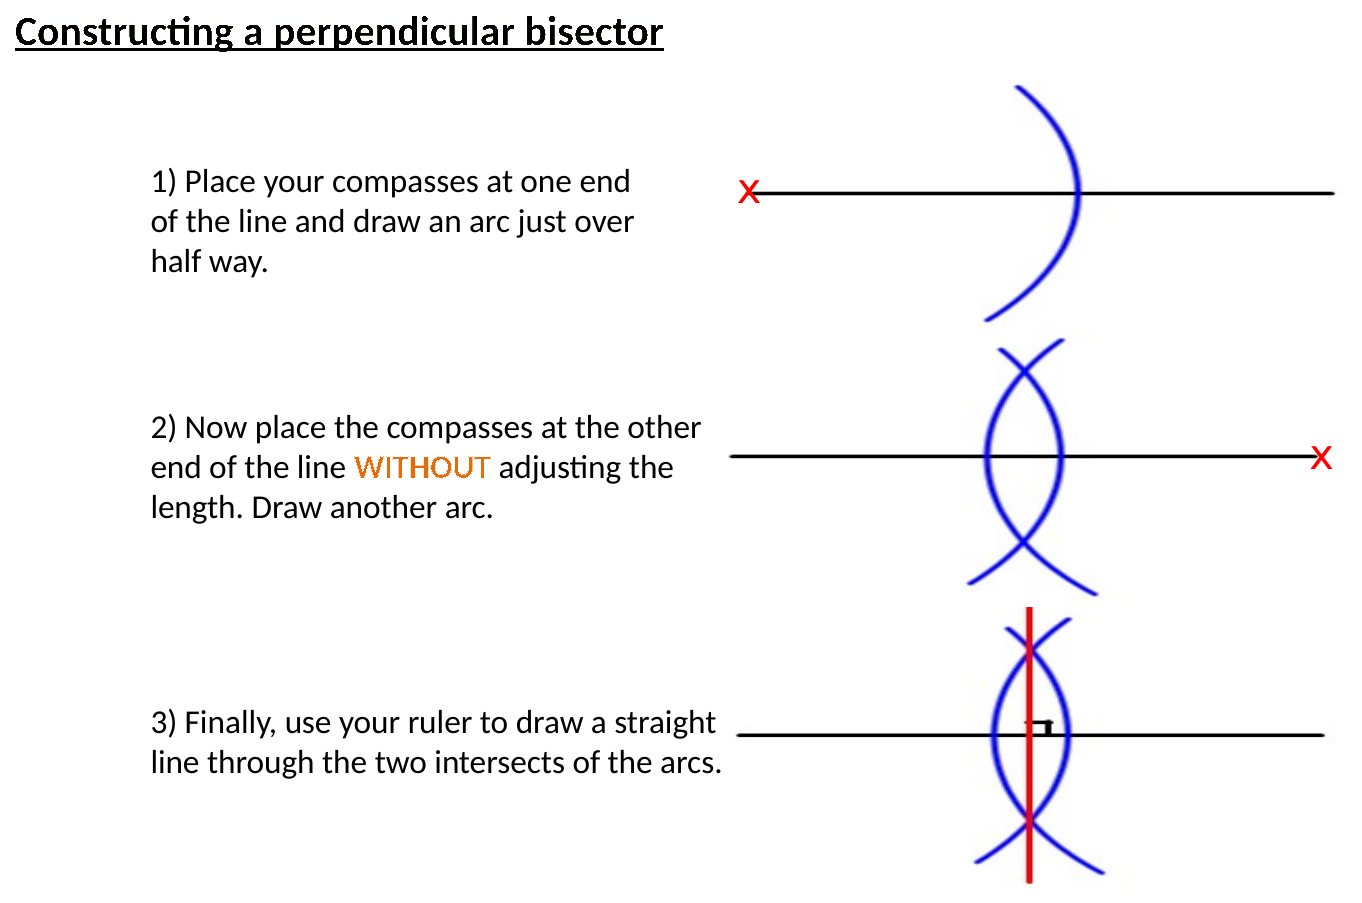 Constructing a perpendicular bisector
1) Place your compasses at one end
of the line and draw an arc just over
half way.
X
2) Now place the compasses at the other
end of the line WITHOUT adjusting the
length. Draw another arc.
X
3) Finally, use your ruler to draw a straight
line through the two intersects of the arcs.